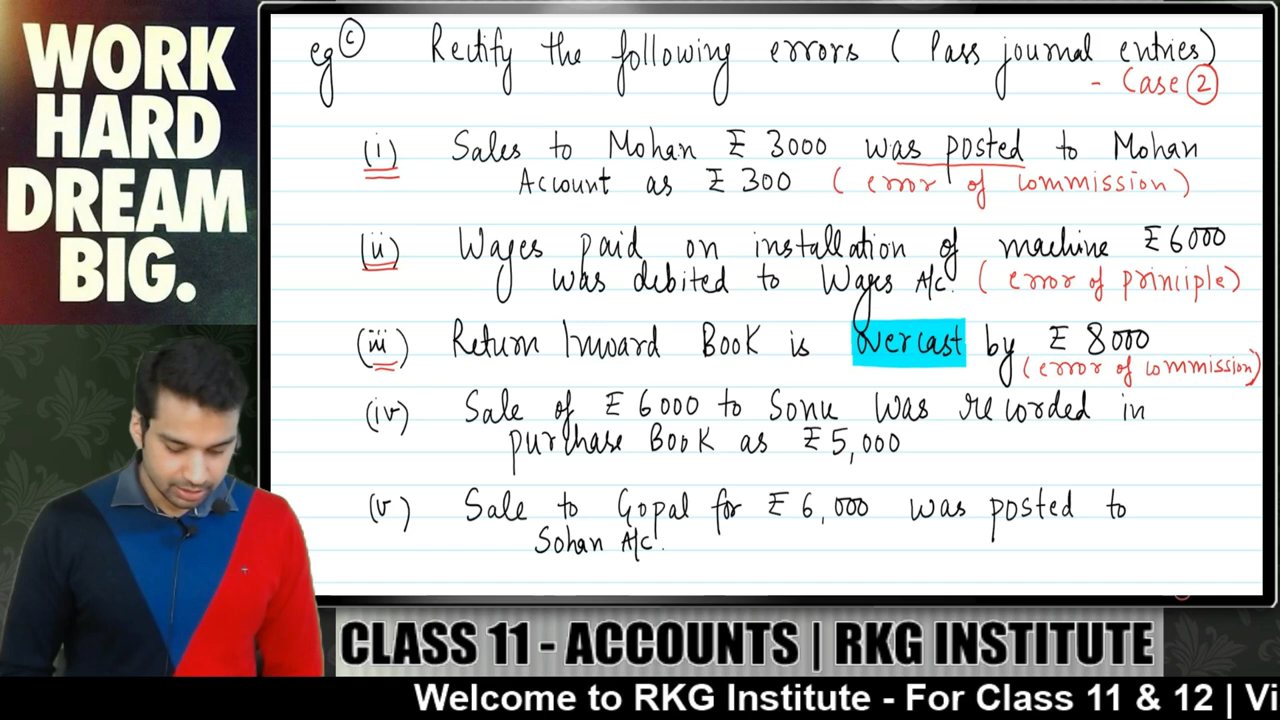 WORK
HARD
DREAM
BIG.
eg (c) Rectify the following errors (Pass journal entries)
- Case (2)
(i) Sales to Mohan ₹ 3000 was posted to Mohan
Account as ₹ 300 (error of commission)
(ii) Wages paid on installation of machine ₹ 6000
was debited to Wages A/c. (error of principle)
(iii) Return Inward Book is overcast by ₹ 8000
(error of commission)
(iv) Sale of ₹ 6000 to Sonu was recorded in
purchase Book as ₹ 5,000
(v) Sale to Gopal for ₹ 6,000 was posted to
Sohan A/c.
CLASS 11 - ACCOUNTS | RKG INSTITUTE
Welcome to RKG Institute - For Class 11 & 12 | Vi